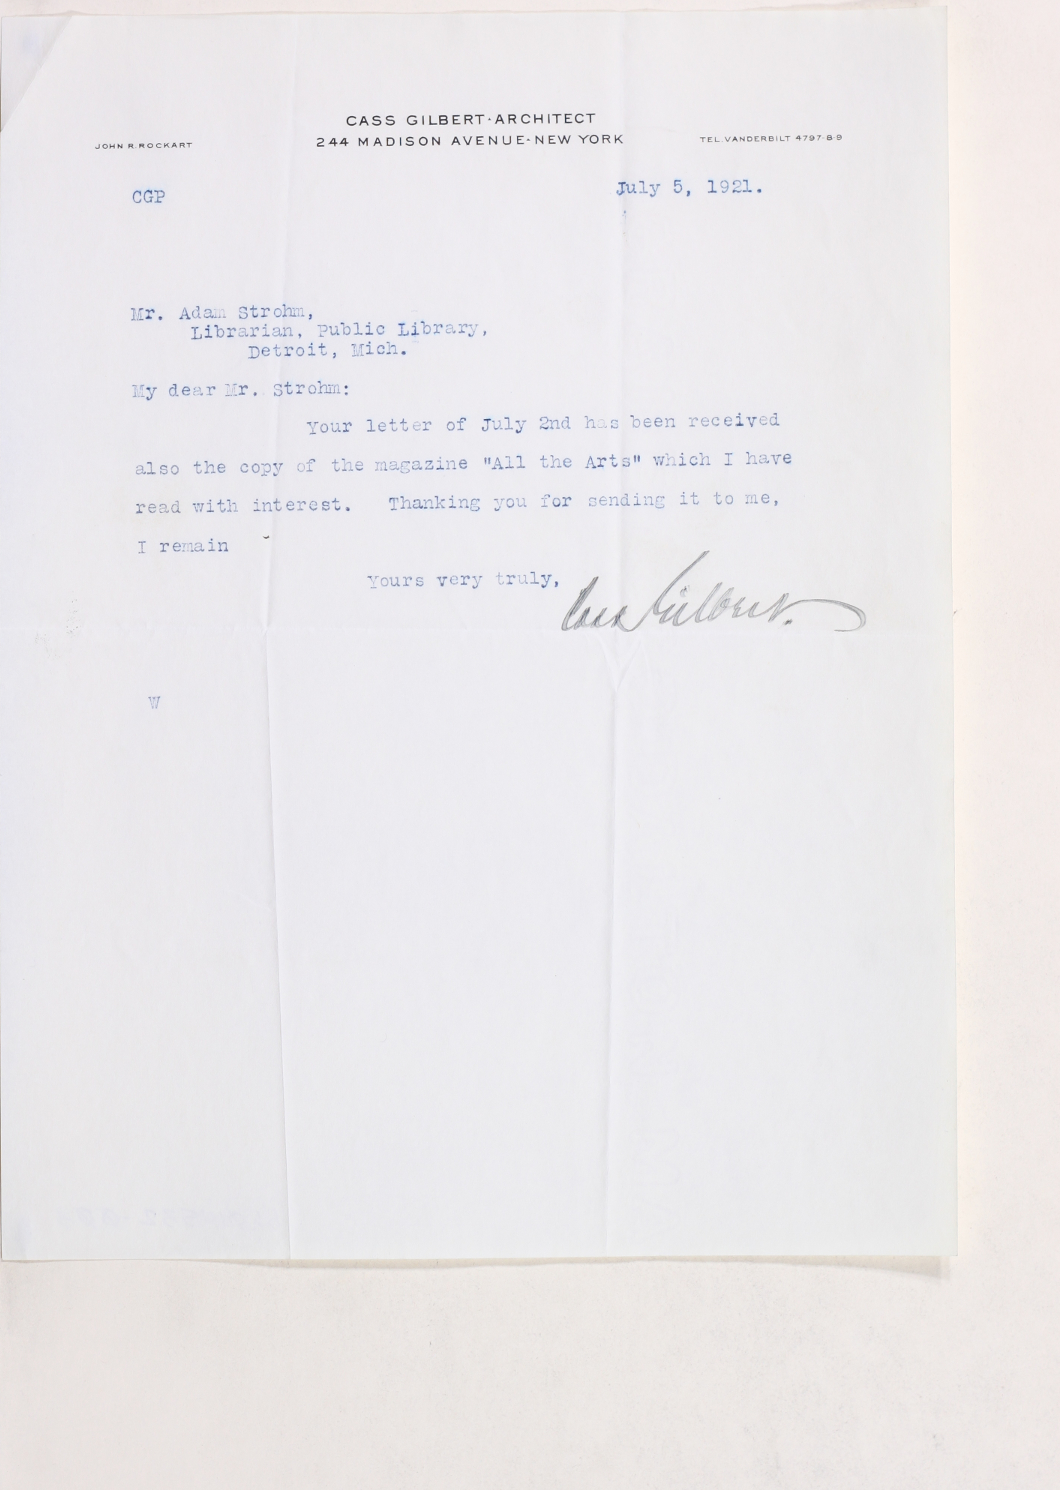 CASS GILBERT·ARCHITECT
JOHN R. ROCKART 244 MADISON AVENUE·NEW YORK TEL. VANDERBILT 4797-8-9
CGP July 5, 1921.
Mr. Adam Strohm,
Librarian, Public Library,
Detroit, Mich.
My dear Mr. Strohm:
Your letter of July 2nd has been received
also the copy of the magazine "All the Arts" which I have
read with interest. Thanking you for sending it to me,
I remain
Yours very truly,
Cass Gilbert.
W